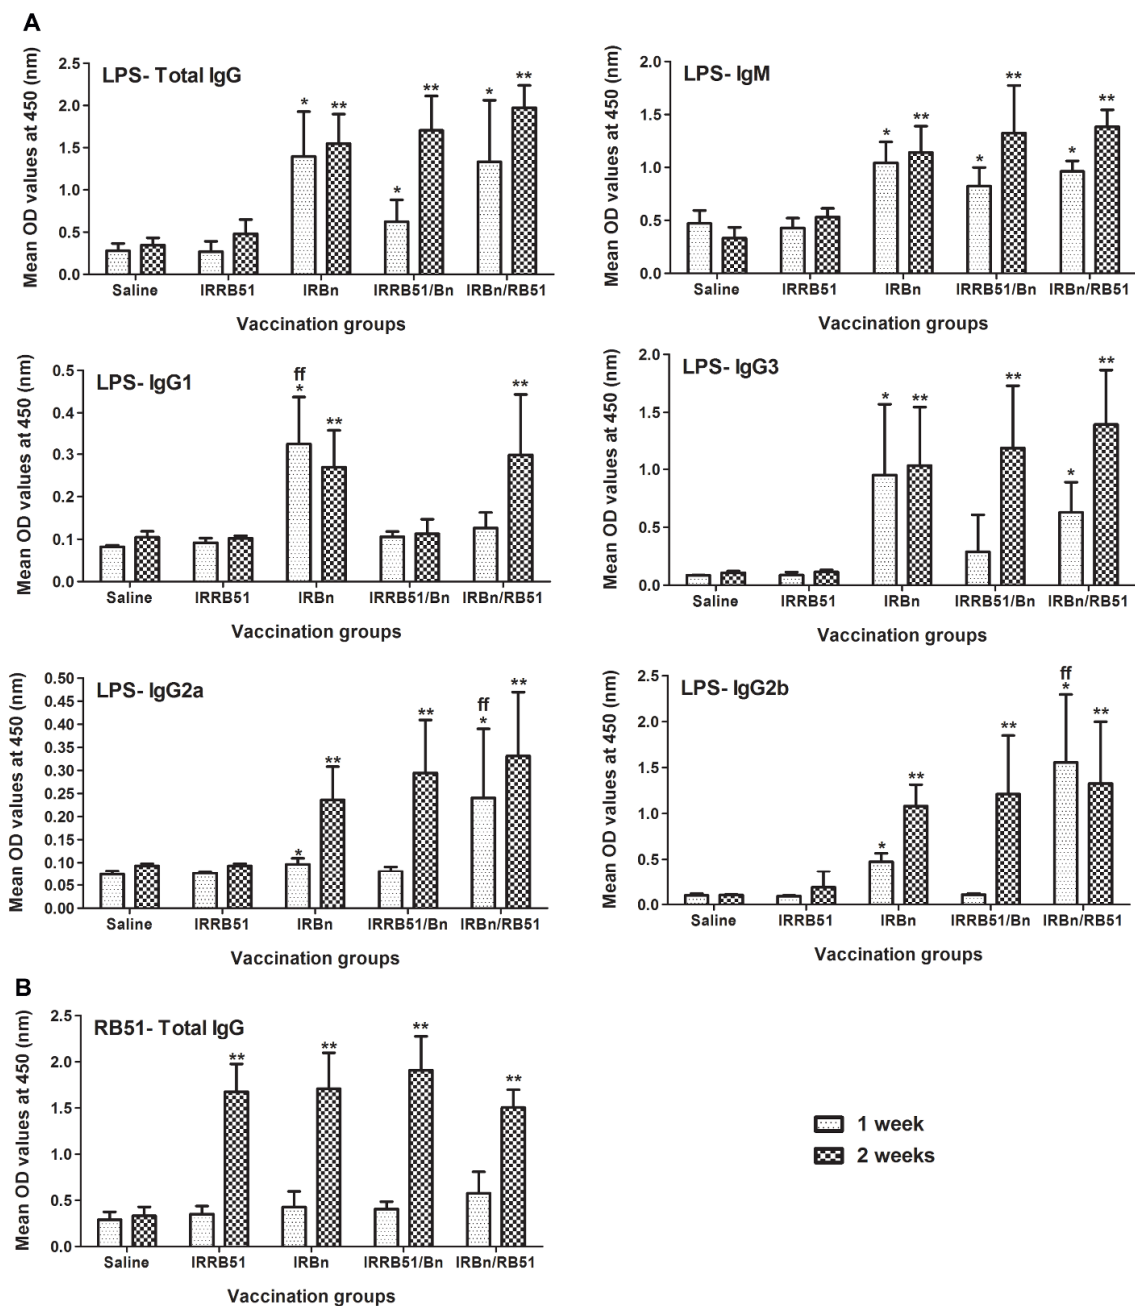 A
LPS- Total IgG
Mean OD values at 450 (nm)
2.5
2.0
1.5
1.0
0.5
0.0
* ** * ** * **
Saline IRRB51 IRBn IRRB51/Bn IRBn/RB51
Vaccination groups
LPS- IgM
Mean OD values at 450 (nm)
2.0
1.5
1.0
0.5
0.0
* ** * ** * **
Saline IRRB51 IRBn IRRB51/Bn IRBn/RB51
Vaccination groups
LPS- IgG1
Mean OD values at 450 (nm)
0.5
0.4
0.3
0.2
0.1
0.0
ff
* ** **
Saline IRRB51 IRBn IRRB51/Bn IRBn/RB51
Vaccination groups
LPS- IgG3
Mean OD values at 450 (nm)
2.0
1.5
1.0
0.5
0.0
* ** ** * **
Saline IRRB51 IRBn IRRB51/Bn IRBn/RB51
Vaccination groups
LPS- IgG2a
Mean OD values at 450 (nm)
0.50
0.45
0.40
0.35
0.30
0.25
0.20
0.15
0.10
0.05
0.00
ff
* ** ** * **
Saline IRRB51 IRBn IRRB51/Bn IRBn/RB51
Vaccination groups
LPS- IgG2b
Mean OD values at 450 (nm)
2.5
2.0
1.5
1.0
0.5
0.0
ff
* ** ** * **
Saline IRRB51 IRBn IRRB51/Bn IRBn/RB51
Vaccination groups
B
RB51- Total IgG
Mean OD values at 450 (nm)
2.5
2.0
1.5
1.0
0.5
0.0
** ** ** **
Saline IRRB51 IRBn IRRB51/Bn IRBn/RB51
Vaccination groups
1 week
2 weeks